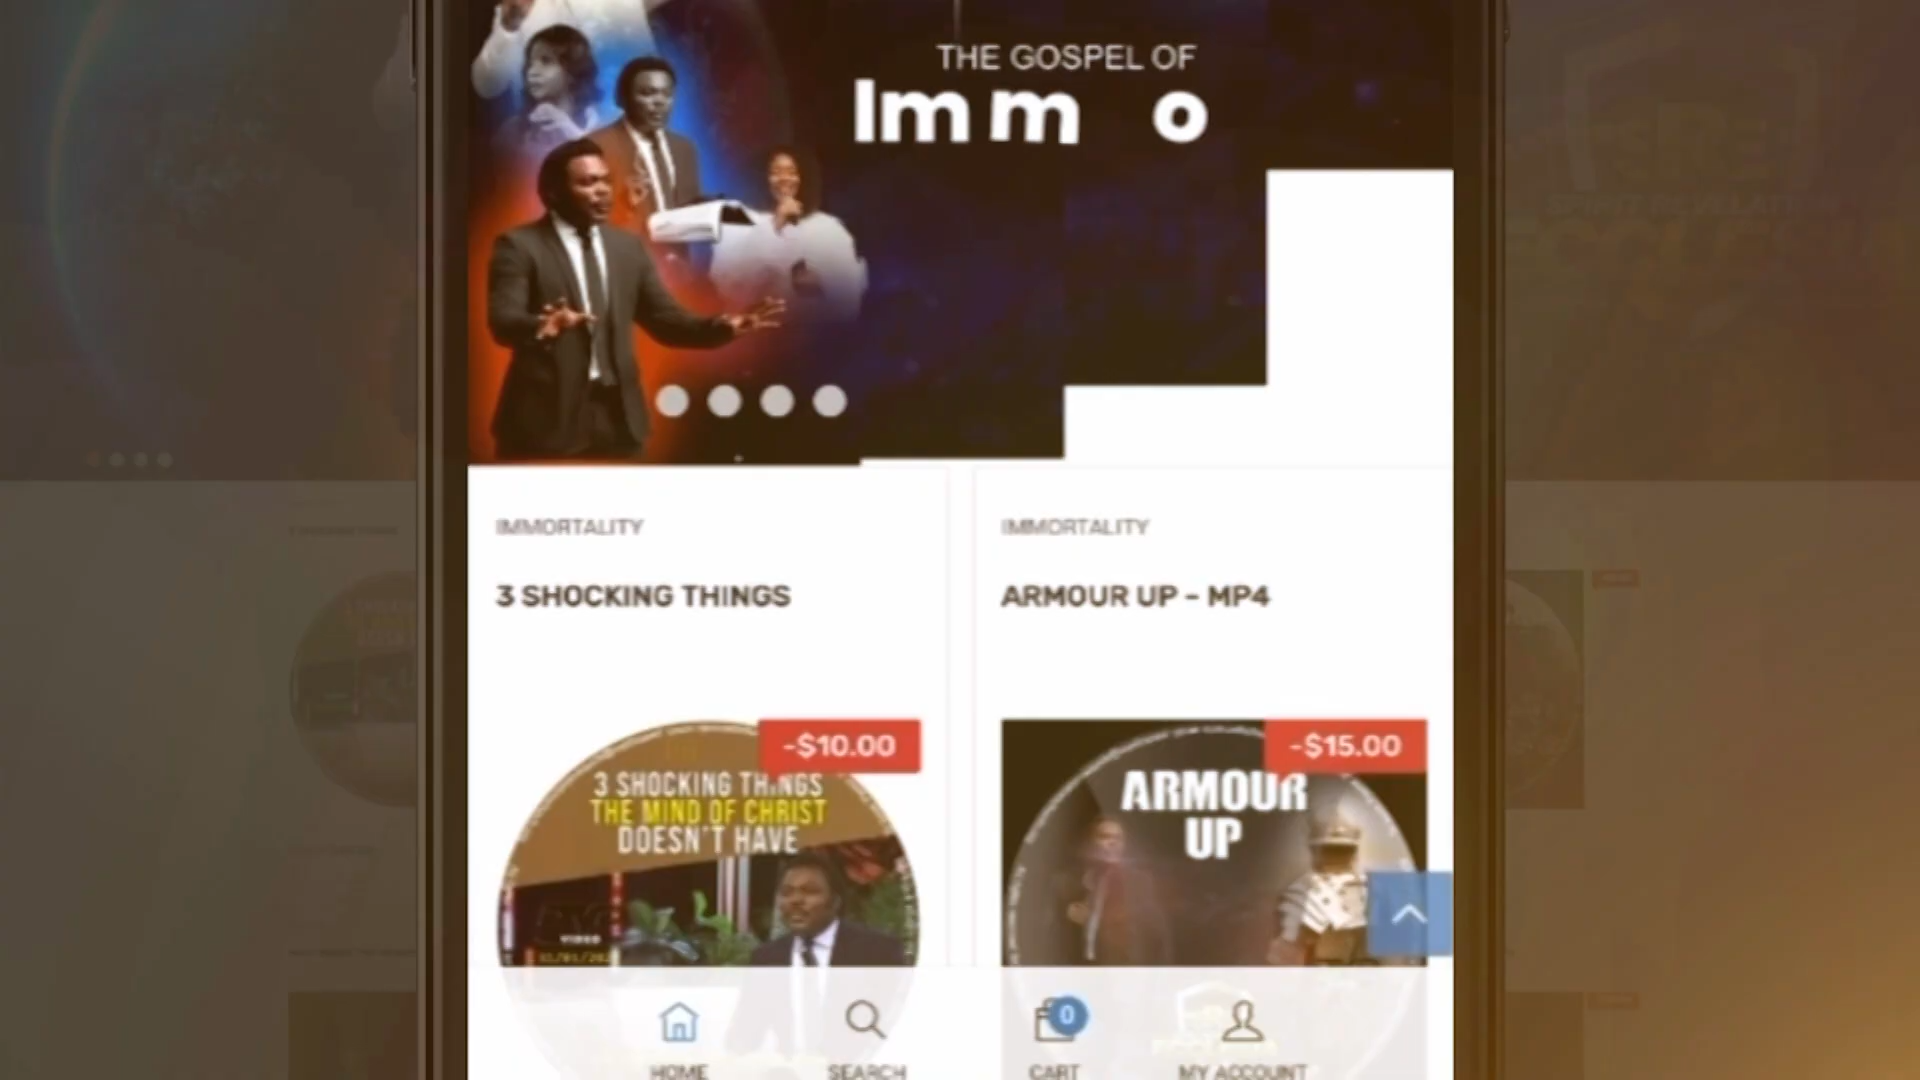 THE GOSPEL OF
Imm o
IMMORTALITY
3 SHOCKING THINGS
-$10.00
3 SHOCKING THINGS
THE MIND OF CHRIST
DOESN'T HAVE
VIDEO
IMMORTALITY
ARMOUR UP – MP4
-$15.00
ARMOUR
UP
HOME
SEARCH
0
CART
MY ACCOUNT